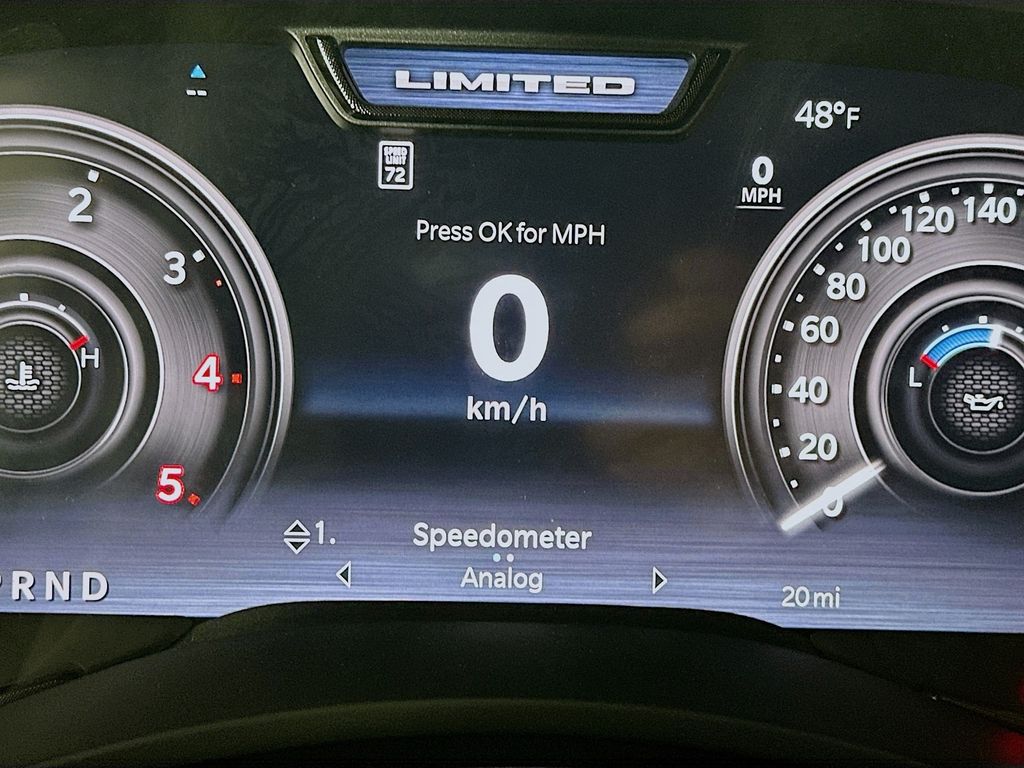 LIMITED
48°F
SPEED
LIMIT
72
0
MPH
Press OK for MPH
0
km/h
2
3
4
5
H
0
20
40
60
80
100
120
140
L
1.
Speedometer
Analog
PRND
20 mi